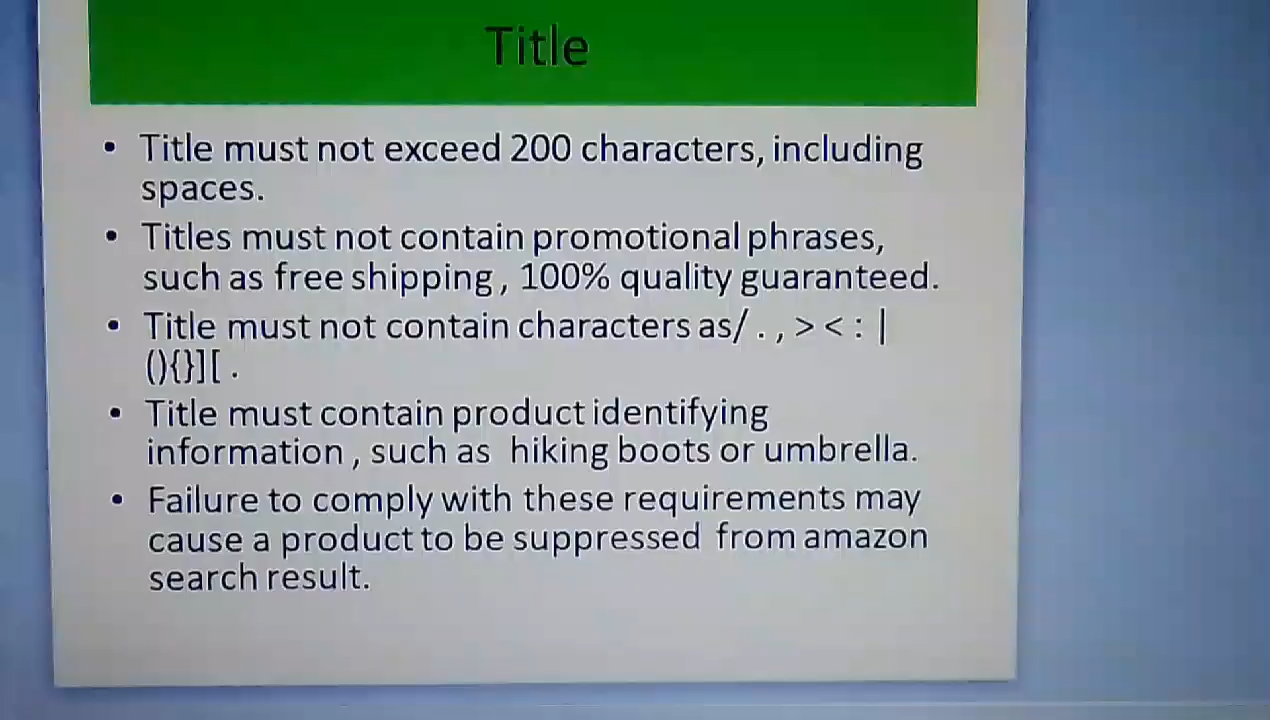 Title
• Title must not exceed 200 characters, including
spaces.
• Titles must not contain promotional phrases,
such as free shipping , 100% quality guaranteed.
• Title must not contain characters as/ . , > < : |
(){}][ .
• Title must contain product identifying
information , such as  hiking boots or umbrella.
• Failure to comply with these requirements may
cause a product to be suppressed  from amazon
search result.